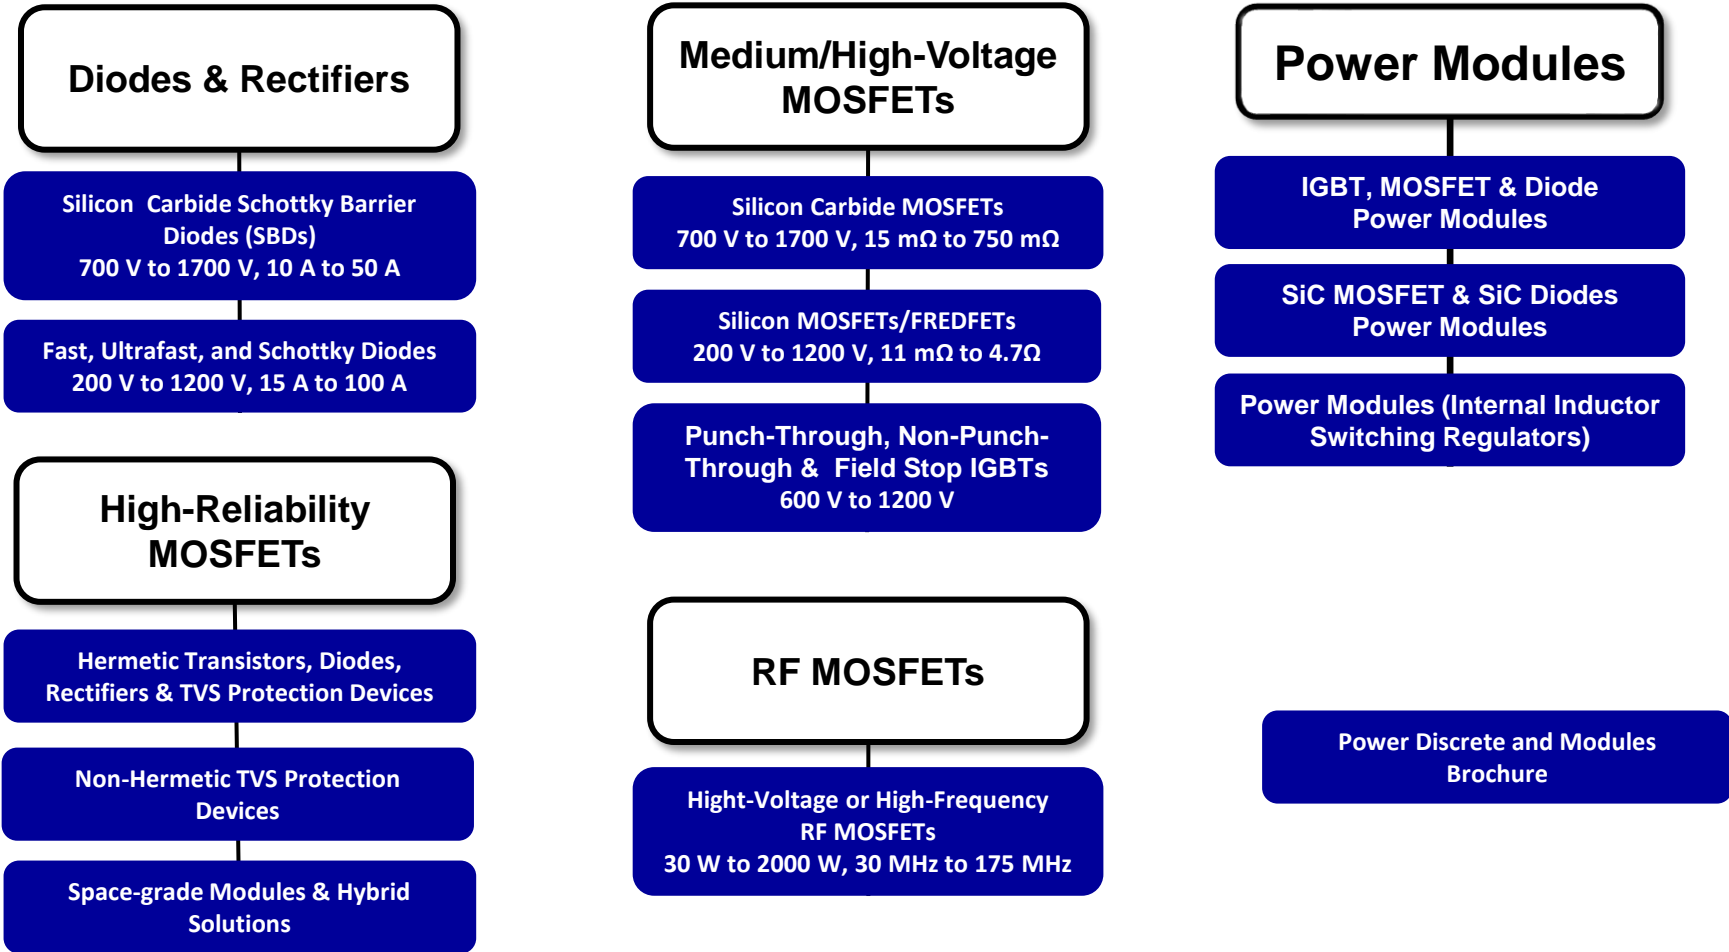 Diodes & Rectifiers
Silicon  Carbide Schottky Barrier
Diodes (SBDs)
700 V to 1700 V, 10 A to 50 A
Fast, Ultrafast, and Schottky Diodes
200 V to 1200 V, 15 A to 100 A
High-Reliability
MOSFETs
Hermetic Transistors, Diodes,
Rectifiers & TVS Protection Devices
Non-Hermetic TVS Protection
Devices
Space-grade Modules & Hybrid
Solutions
Medium/High-Voltage
MOSFETs
Silicon Carbide MOSFETs
700 V to 1700 V, 15 mΩ to 750 mΩ
Silicon MOSFETs/FREDFETs
200 V to 1200 V, 11 mΩ to 4.7Ω
Punch-Through, Non-Punch-
Through &  Field Stop IGBTs
600 V to 1200 V
RF MOSFETs
Hight-Voltage or High-Frequency
RF MOSFETs
30 W to 2000 W, 30 MHz to 175 MHz
Power Modules
IGBT, MOSFET & Diode
Power Modules
SiC MOSFET & SiC Diodes
Power Modules
Power Modules (Internal Inductor
Switching Regulators)
Power Discrete and Modules
Brochure